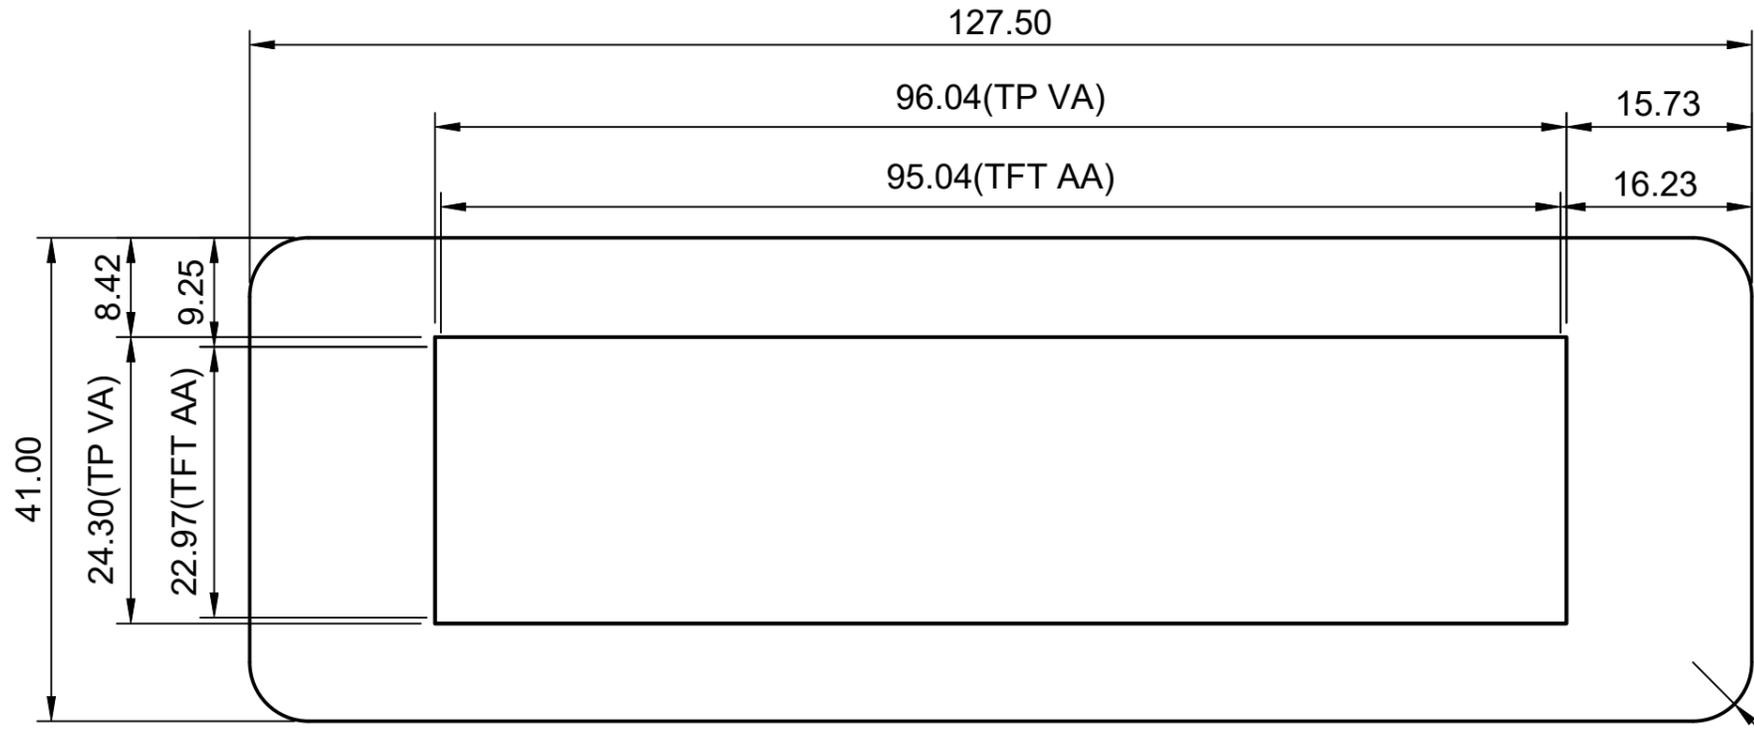 127.50
96.04(TP VA)
15.73
95.04(TFT AA)
16.23
8.42
9.25
41.00
24.30(TP VA)
22.97(TFT AA)